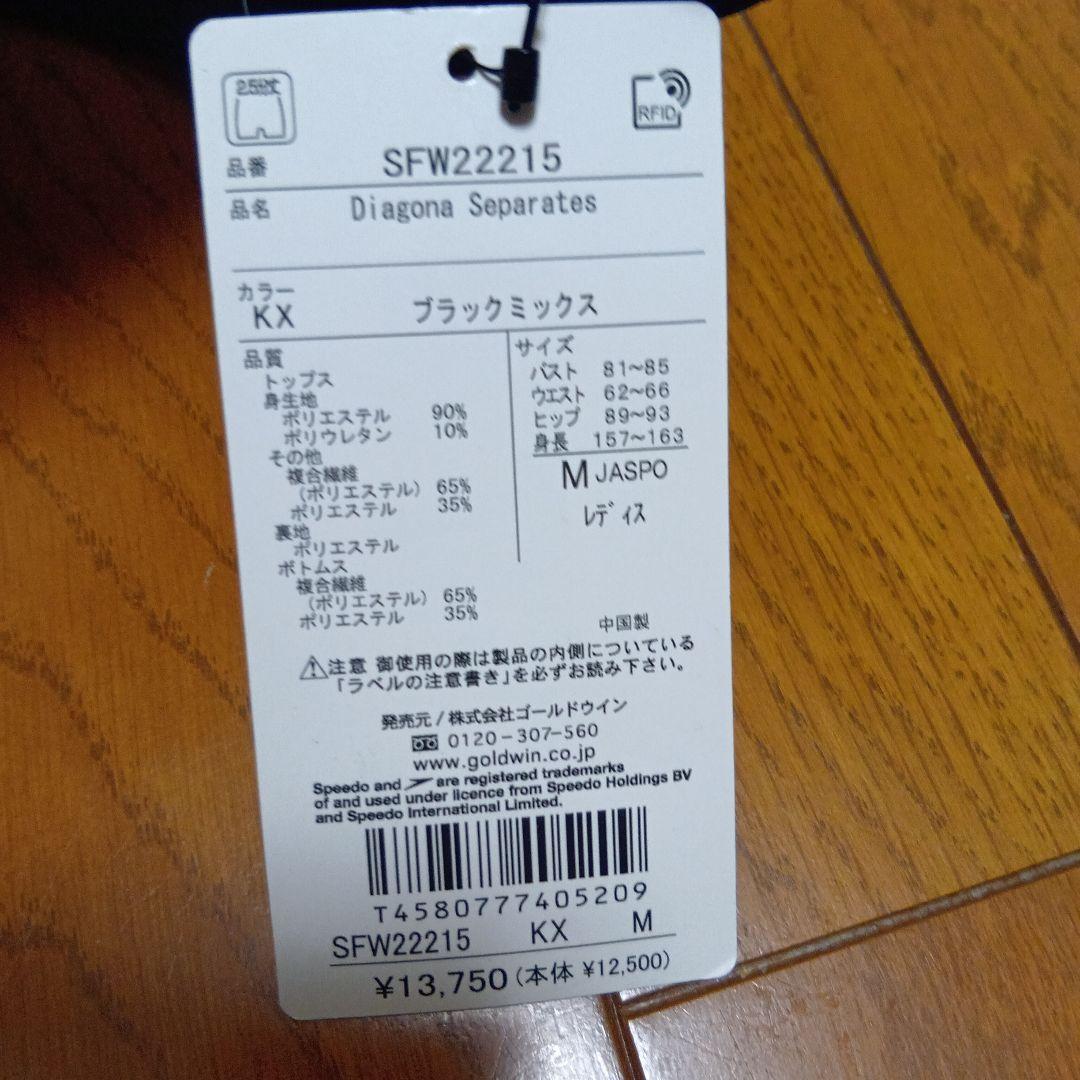 2.5分丈
RFID
品番 SFW22215
品名 Diagona Separates
カラー
KX ブラックミックス
品質
トップス
身生地
ポリエステル 90%
ポリウレタン 10%
その他
複合繊維
(ポリエステル) 65%
ポリエステル 35%
裏地
ポリエステル
ボトムス
複合繊維
(ポリエステル) 65%
ポリエステル 35%
サイズ
バスト 81~85
ウエスト 62~66
ヒップ 89~93
身長 157~163
M JASPO
レディス
中国製
注意 御使用の際は製品の内側についている
「ラベルの注意書き」を必ずお読み下さい。
発売元/株式会社ゴールドウイン
0120-307-560
www.goldwin.co.jp
Speedo and are registered trademarks
of and used under licence from Speedo Holdings BV
and Speedo International Limited.
T4580777405209
SFW22215 KX M
¥13,750(本体 ¥12,500)